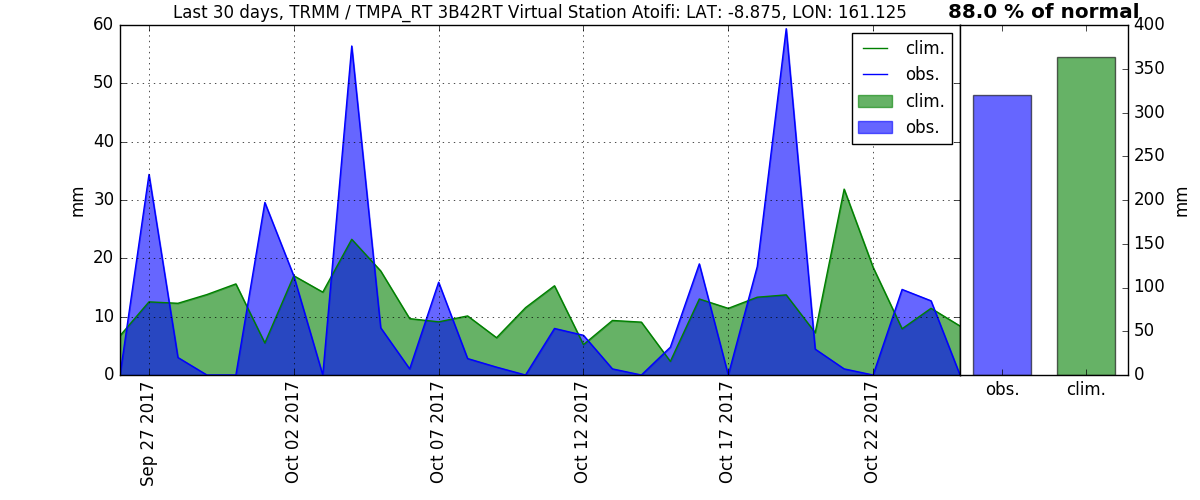 Last 30 days, TRMM / TMPA_RT 3B42RT Virtual Station Atoifi: LAT: -8.875, LON: 161.125
88.0 % of normal
60
50
40
30
20
10
0
mm
clim.
obs.
clim.
obs.
Sep 27 2017
Oct 02 2017
Oct 07 2017
Oct 12 2017
Oct 17 2017
Oct 22 2017
400
350
300
250
200
150
100
50
0
mm
obs.
clim.